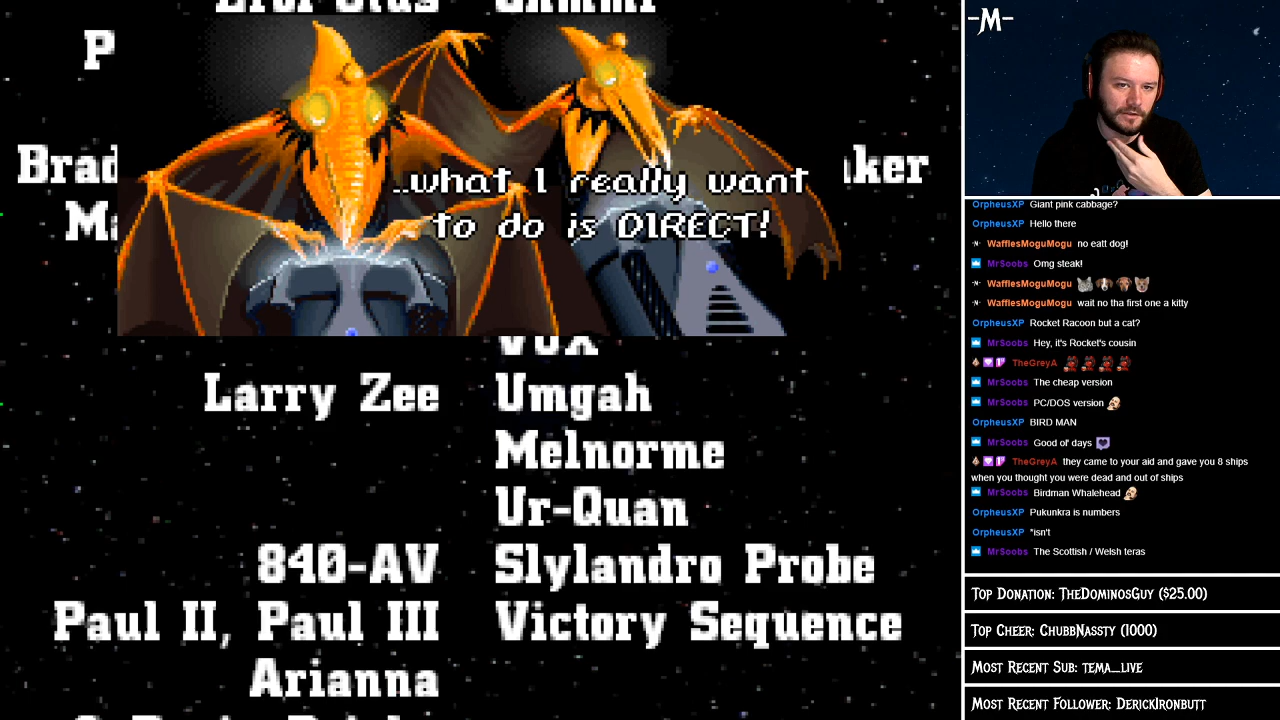 P
Brad
aker
Ma
..what I really want
to do is DIRECT!
Vux
Larry Zee Umgah
Melnorme
Ur-Quan
840-AV Slylandro Probe
Paul II, Paul III Victory Sequence
Arianna
-M-
OrpheusXP Giant pink cabbage?
OrpheusXP Hello there
-N- WafflesMoguMogu no eatt dog!
MrSoobs Omg steak!
-N- WafflesMoguMogu
-N- WafflesMoguMogu wait no tha first one a kitty
OrpheusXP Rocket Racoon but a cat?
MrSoobs Hey, it's Rocket's cousin
TheGreyA
MrSoobs The cheap version
MrSoobs PC/DOS version
OrpheusXP BIRD MAN
MrSoobs Good ol' days
TheGreyA they came to your aid and gave you 8 ships
when you thought you were dead and out of ships
MrSoobs Birdman Whalehead
OrpheusXP Pukunkra is numbers
OrpheusXP *isn't
MrSoobs The Scottish / Welsh teras
Top Donation: TheDominosGuy ($25.00)
Top Cheer: ChubbNassty (1000)
Most Recent Sub: tema_live
Most Recent Follower: DerickIronbutt